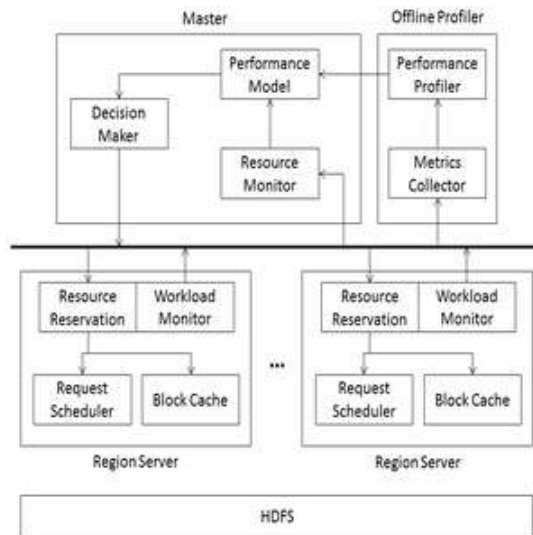 Master
Offline Profiler
Performance
Model
Performance
Profiler
Decision
Maker
Resource
Monitor
Metrics
Collector
Resource
Reservation
Workload
Monitor
Resource
Reservation
Workload
Monitor
...
Request
Scheduler
Block Cache
Request
Scheduler
Block Cache
Region Server
Region Server
HDFS